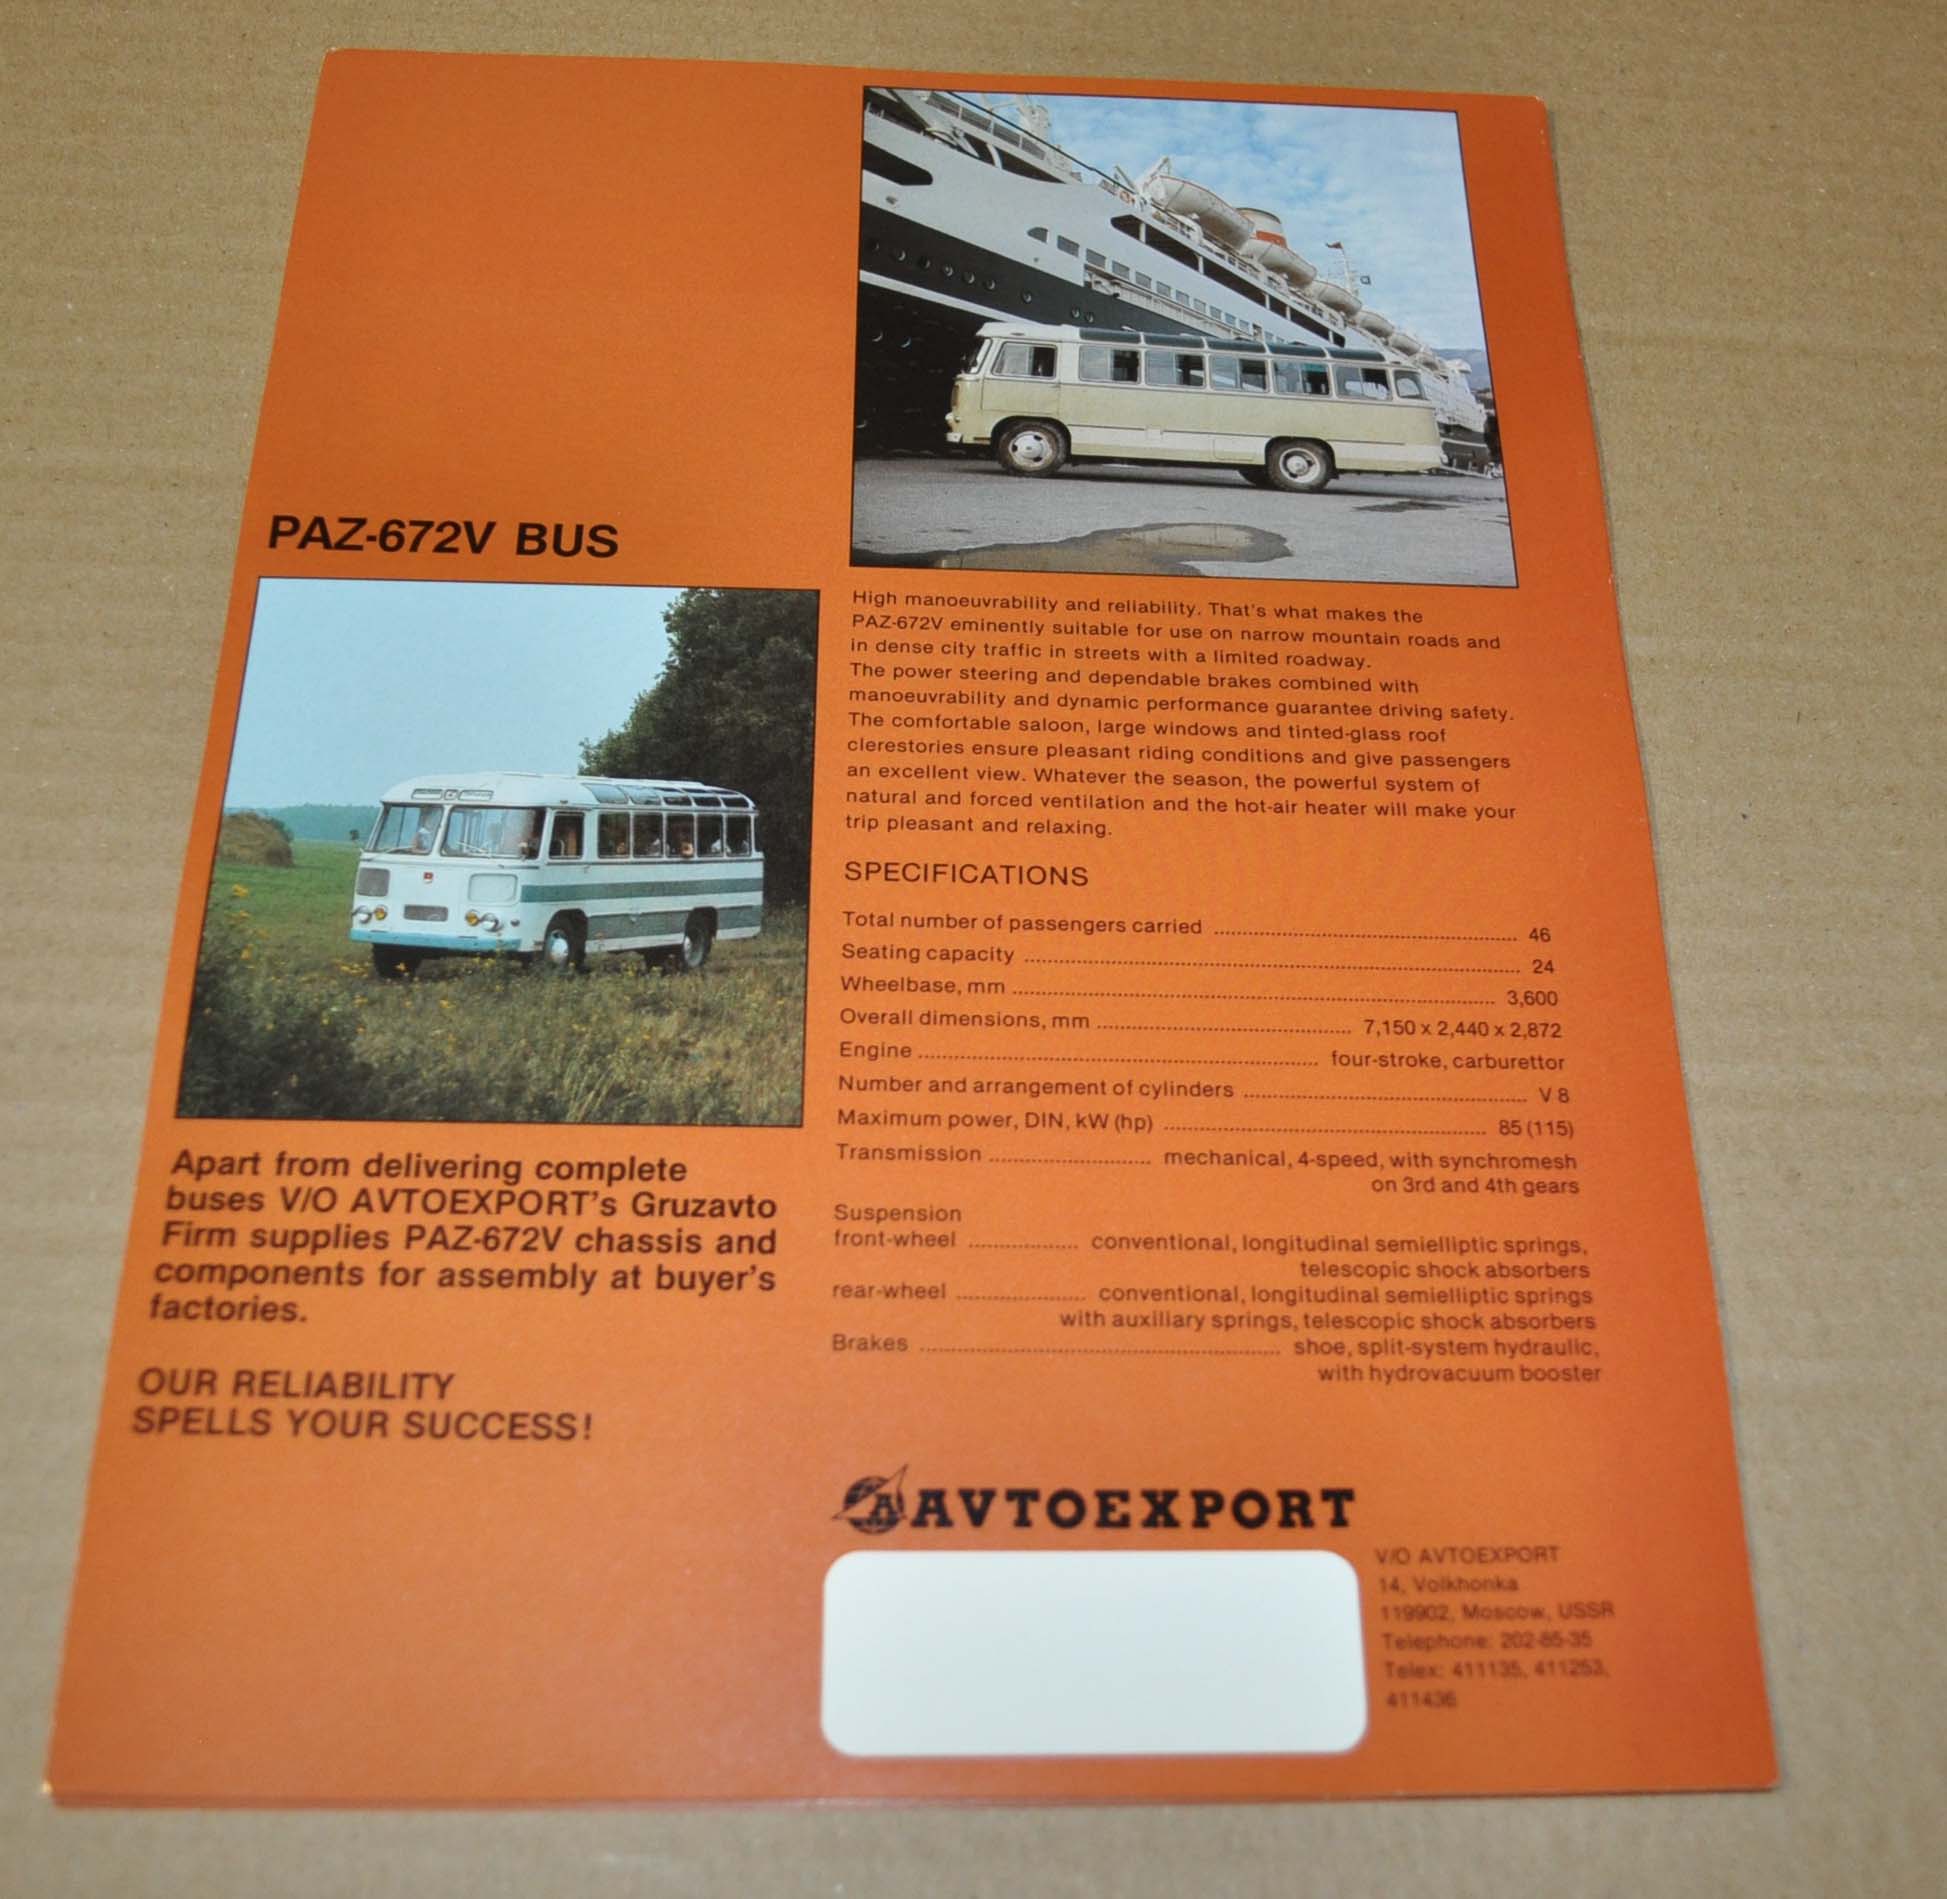 PAZ-672V BUS
Apart from delivering complete
buses V/O AVTOEXPORT's Gruzavto
Firm supplies PAZ-672V chassis and
components for assembly at buyer's
factories.
OUR RELIABILITY
SPELLS YOUR SUCCESS!
High manoeuvrability and reliability. That's what makes the
PAZ-672V eminently suitable for use on narrow mountain roads and
in dense city traffic in streets with a limited roadway.
The power steering and dependable brakes combined with
manoeuvrability and dynamic performance guarantee driving safety.
The comfortable saloon, large windows and tinted-glass roof
clerestories ensure pleasant riding conditions and give passengers
an excellent view. Whatever the season, the powerful system of
natural and forced ventilation and the hot-air heater will make your
trip pleasant and relaxing.
SPECIFICATIONS
Total number of passengers carried ........ 46
Seating capacity ........ 24
Wheelbase, mm ........ 3,600
Overall dimensions, mm ........ 7,150 x 2,440 x 2,872
Engine ........ four-stroke, carburettor
Number and arrangement of cylinders ........ V 8
Maximum power, DIN, kW (hp) ........ 85 (115)
Transmission ........ mechanical, 4-speed, with synchromesh
on 3rd and 4th gears
Suspension
front-wheel ........ conventional, longitudinal semielliptic springs,
telescopic shock absorbers
rear-wheel ........ conventional, longitudinal semielliptic springs
with auxiliary springs, telescopic shock absorbers
Brakes ........ shoe, split-system hydraulic,
with hydrovacuum booster
A AVTOEXPORT
V/O AVTOEXPORT
14, Volkhonka
119902, Moscow, USSR
Telephone: 202-85-35
Telex: 411135, 411253,
411436